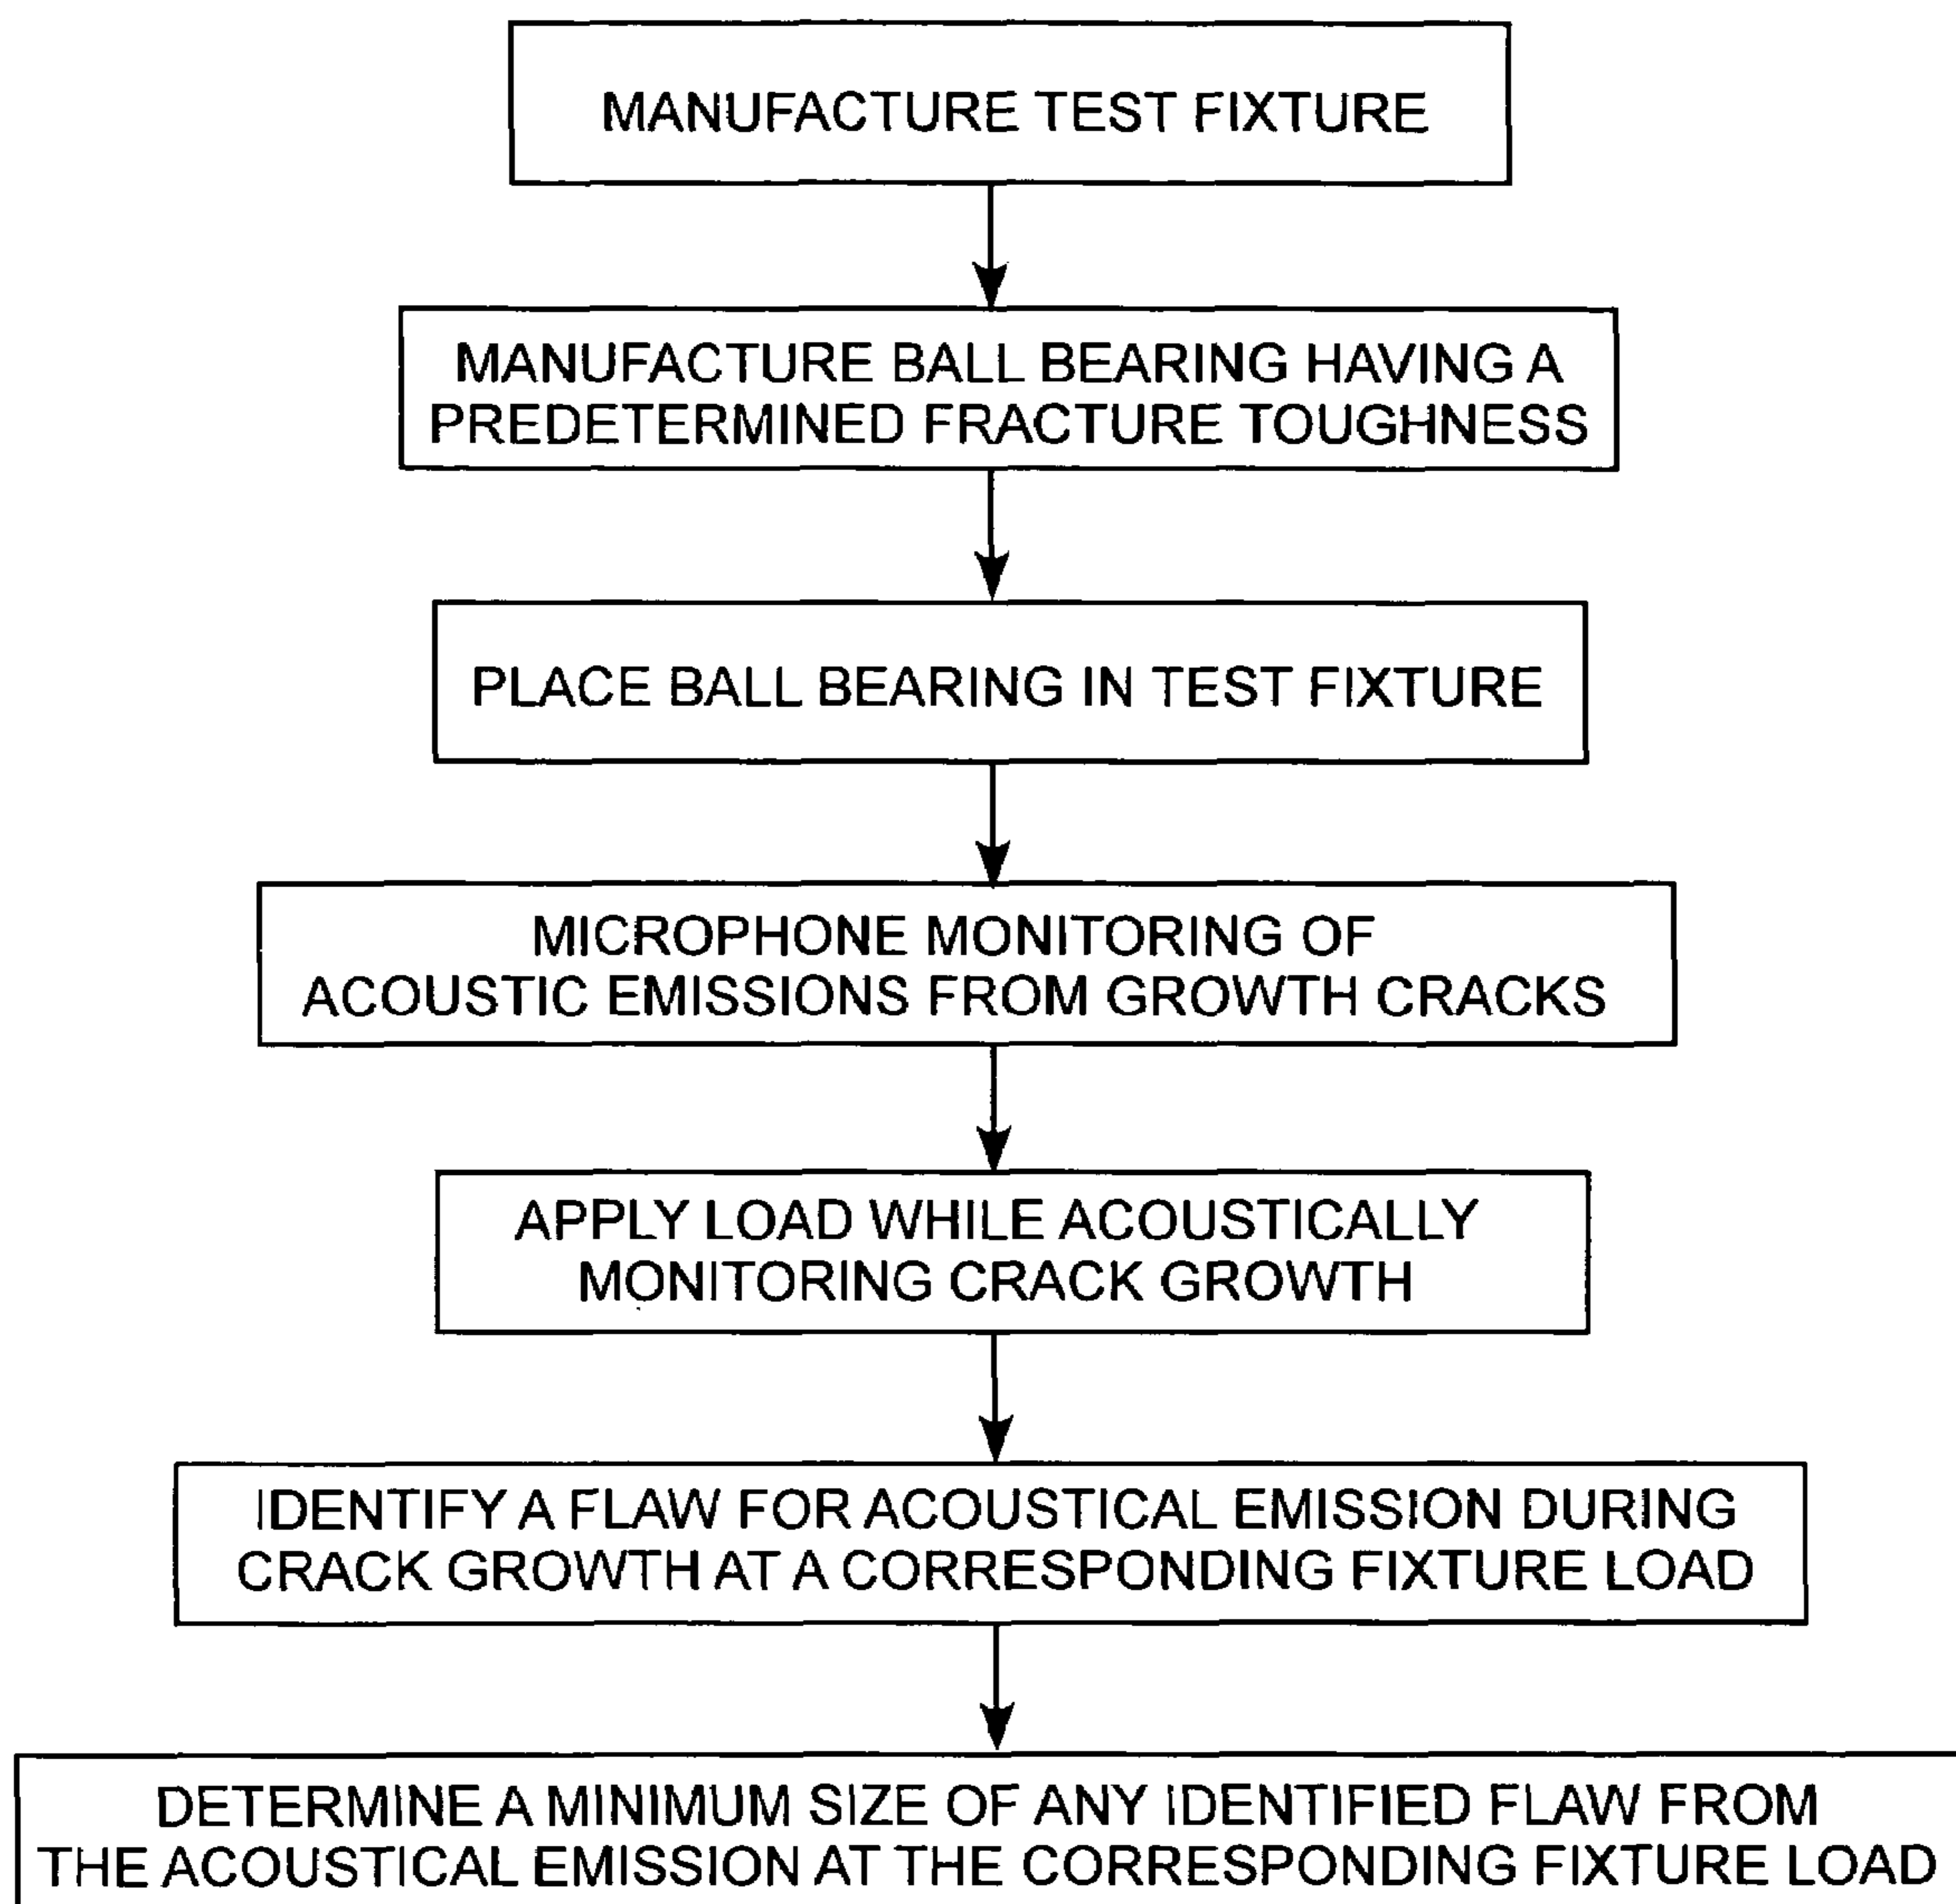 MANUFACTURE TEST FIXTURE
MANUFACTURE BALL BEARING HAVING A
PREDETERMINED FRACTURE TOUGHNESS
PLACE BALL BEARING IN TEST FIXTURE
MICROPHONE MONITORING OF
ACOUSTIC EMISSIONS FROM GROWTH CRACKS
APPLY LOAD WHILE ACOUSTICALLY
MONITORING CRACK GROWTH
IDENTIFY A FLAW FOR ACOUSTICAL EMISSION DURING
CRACK GROWTH AT A CORRESPONDING FIXTURE LOAD
DETERMINE A MINIMUM SIZE OF ANY IDENTIFIED FLAW FROM
THE ACOUSTICAL EMISSION AT THE CORRESPONDING FIXTURE LOAD